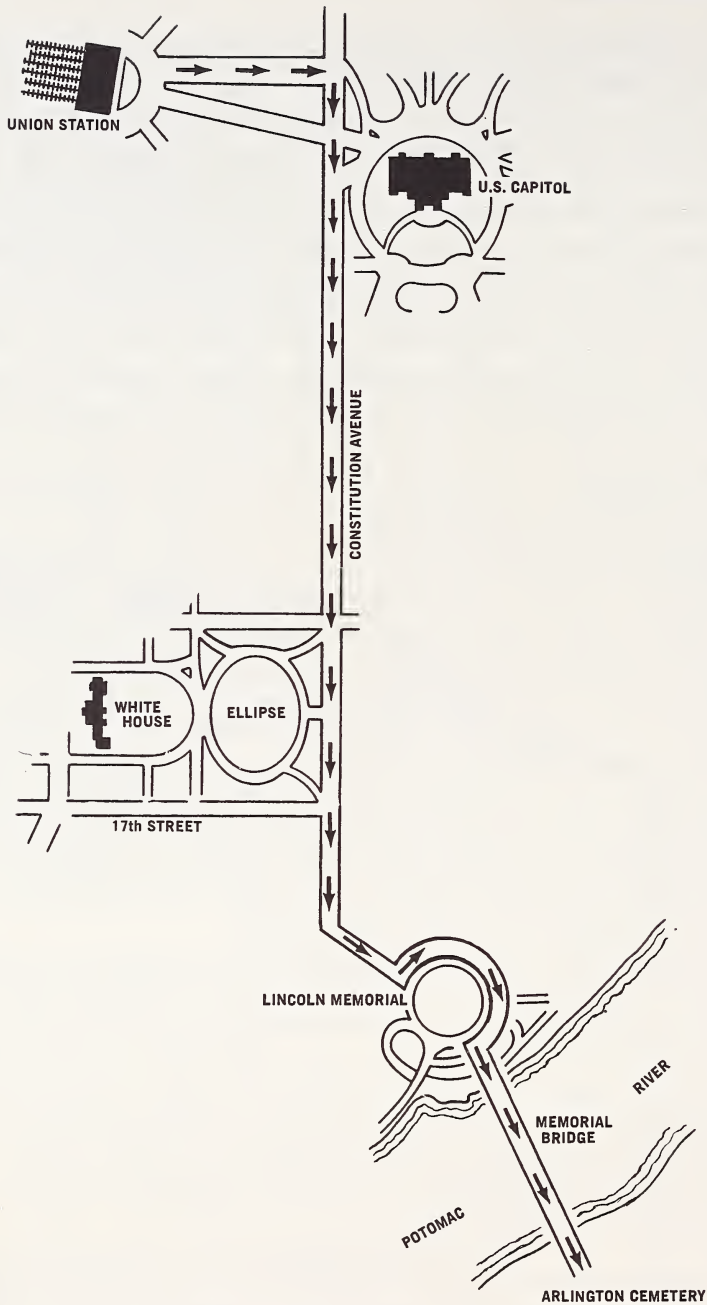 UNION STATION
U.S. CAPITOL
CONSTITUTION AVENUE
WHITE
HOUSE
ELLIPSE
17th STREET
LINCOLN MEMORIAL
RIVER
MEMORIAL
BRIDGE
POTOMAC
ARLINGTON CEMETERY